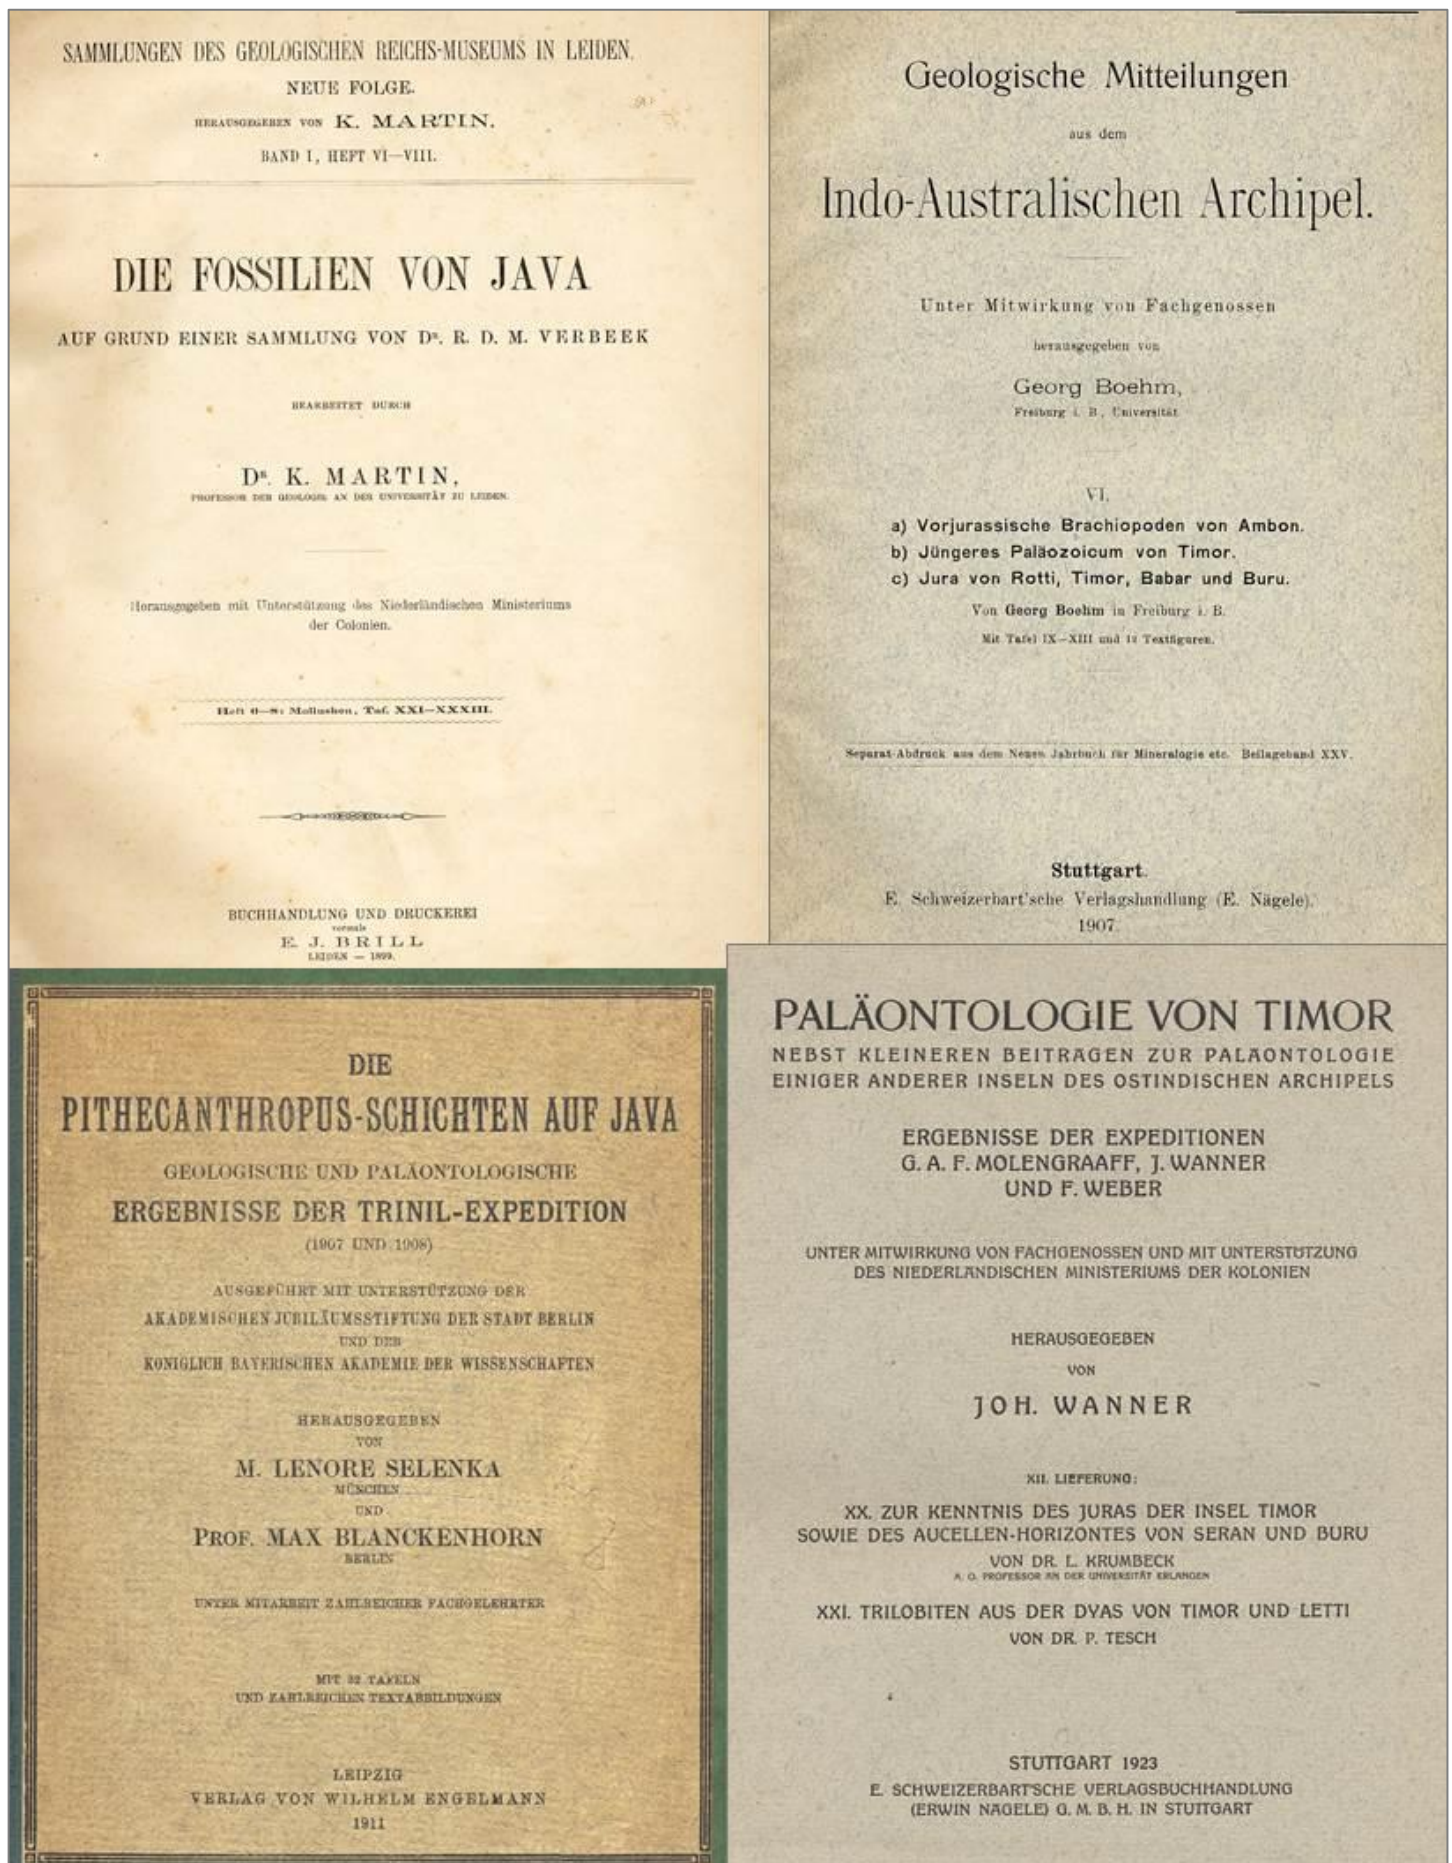 SAMMLUNGEN DES GEOLOGISCHEN REICHS-MUSEUMS IN LEIDEN.
NEUE FOLGE.
HERAUSGEGEBEN VON K. MARTIN.
BAND I, HEFT VI—VIII.
DIE FOSSILIEN VON JAVA
AUF GRUND EINER SAMMLUNG VON DR. R. D. M. VERBEEK
BEARBEITET DURCH
DR. K. MARTIN,
PROFESSOR DER GEOLOGIE AN DER UNIVERSITÄT ZU LEIDEN.
Herausgegeben mit Unterstützung des Niederländischen Ministeriums
der Colonien.
Heft 6—8: Mollusken, Taf. XXI—XXXIII.
BUCHHANDLUNG UND DRUCKEREI
vormals
E. J. BRILL
LEIDEN — 1899.
Geologische Mitteilungen
aus dem
Indo-Australischen Archipel.
Unter Mitwirkung von Fachgenossen
herausgegeben von
Georg Boehm,
Freiburg i. B., Universität
VI.
a) Vorjurassische Brachiopoden von Ambon.
b) Jüngeres Paläozoicum von Timor.
c) Jura von Rotti, Timor, Babar und Buru.
Von Georg Boehm in Freiburg i. B.
Mit Tafel IX—XIII und 12 Textfiguren.
Separat-Abdruck aus dem Neuen Jahrbuch für Mineralogie etc. Beilageband XXV.
Stuttgart.
E. Schweizerbart'sche Verlagshandlung (E. Nägele).
1907
DIE
PITHECANTHROPUS-SCHICHTEN AUF JAVA
GEOLOGISCHE UND PALÄONTOLOGISCHE
ERGEBNISSE DER TRINIL-EXPEDITION
(1907 UND 1908)
AUSGEFÜHRT MIT UNTERSTÜTZUNG DER
AKADEMISCHEN JUBILÄUMSSTIFTUNG DER STADT BERLIN
UND DER
KÖNIGLICH BAYERISCHEN AKADEMIE DER WISSENSCHAFTEN
HERAUSGEGEBEN
VON
M. LENORE SELENKA
MÜNCHEN
UND
PROF. MAX BLANCKENHORN
BERLIN
UNTER MITARBEIT ZAHLREICHER FACHGELEHRTER
MIT 32 TAFELN
UND ZAHLREICHEN TEXTABBILDUNGEN
LEIPZIG
VERLAG VON WILHELM ENGELMANN
1911
PALÄONTOLOGIE VON TIMOR
NEBST KLEINEREN BEITRÄGEN ZUR PALÄONTOLOGIE
EINIGER ANDERER INSELN DES OSTINDISCHEN ARCHIPELS
ERGEBNISSE DER EXPEDITIONEN
G. A. F. MOLENGRAAFF, J. WANNER
UND F. WEBER
UNTER MITWIRKUNG VON FACHGENOSSEN UND MIT UNTERSTÜTZUNG
DES NIEDERLÄNDISCHEN MINISTERIUMS DER KOLONIEN
HERAUSGEGEBEN
VON
JOH. WANNER
XII. LIEFERUNG:
XX. ZUR KENNTNIS DES JURAS DER INSEL TIMOR
SOWIE DES AUCELLEN-HORIZONTES VON SERAN UND BURU
VON DR. L. KRUMBECK
A. O. PROFESSOR AN DER UNIVERSITÄT ERLANGEN
XXI. TRILOBITEN AUS DER DYAS VON TIMOR UND LETTI
VON DR. P. TESCH
STUTTGART 1923
E. SCHWEIZERBART'SCHE VERLAGSBUCHHANDLUNG
(ERWIN NÄGELE) G. M. B. H. IN STUTTGART